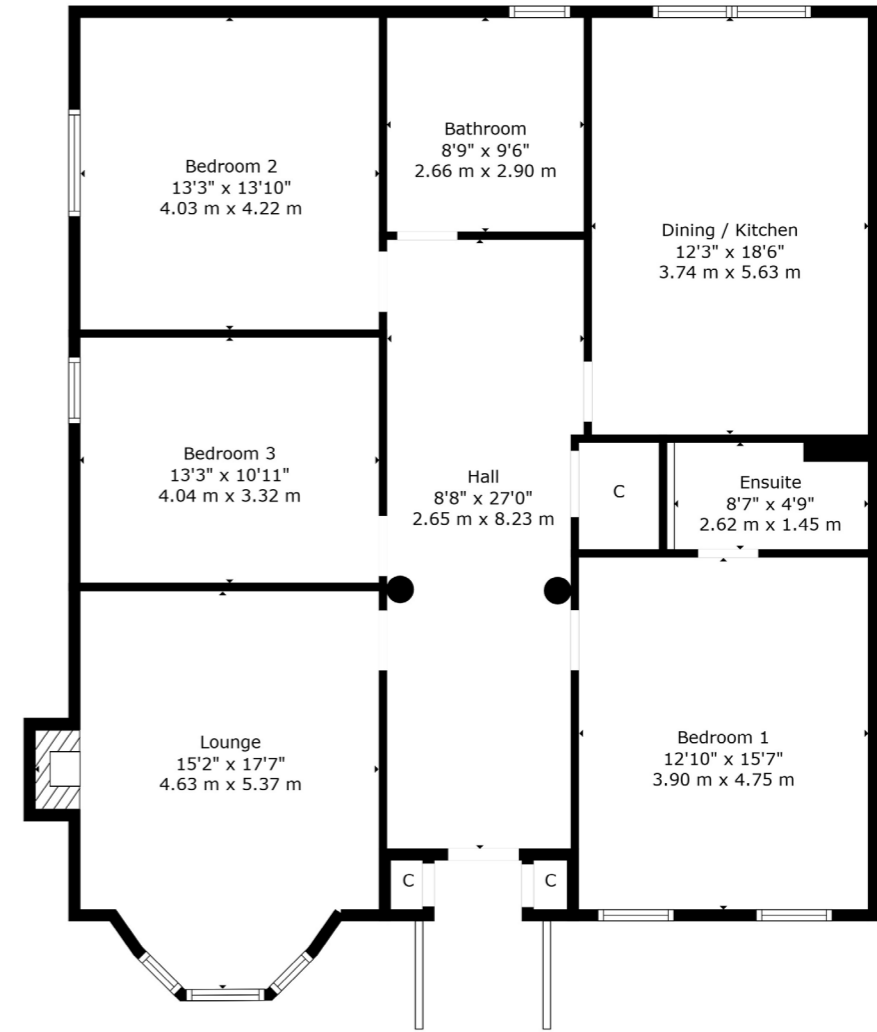 Bathroom
8'9" x 9'6"
2.66 m x 2.90 m
Bedroom 2
13'3" x 13'10"
4.03 m x 4.22 m
Dining / Kitchen
12'3" x 18'6"
3.74 m x 5.63 m
Bedroom 3
13'3" x 10'11"
4.04 m x 3.32 m
Hall
8'8" x 27'0"
2.65 m x 8.23 m
C
Ensuite
8'7" x 4'9"
2.62 m x 1.45 m
Lounge
15'2" x 17'7"
4.63 m x 5.37 m
Bedroom 1
12'10" x 15'7"
3.90 m x 4.75 m
C
C